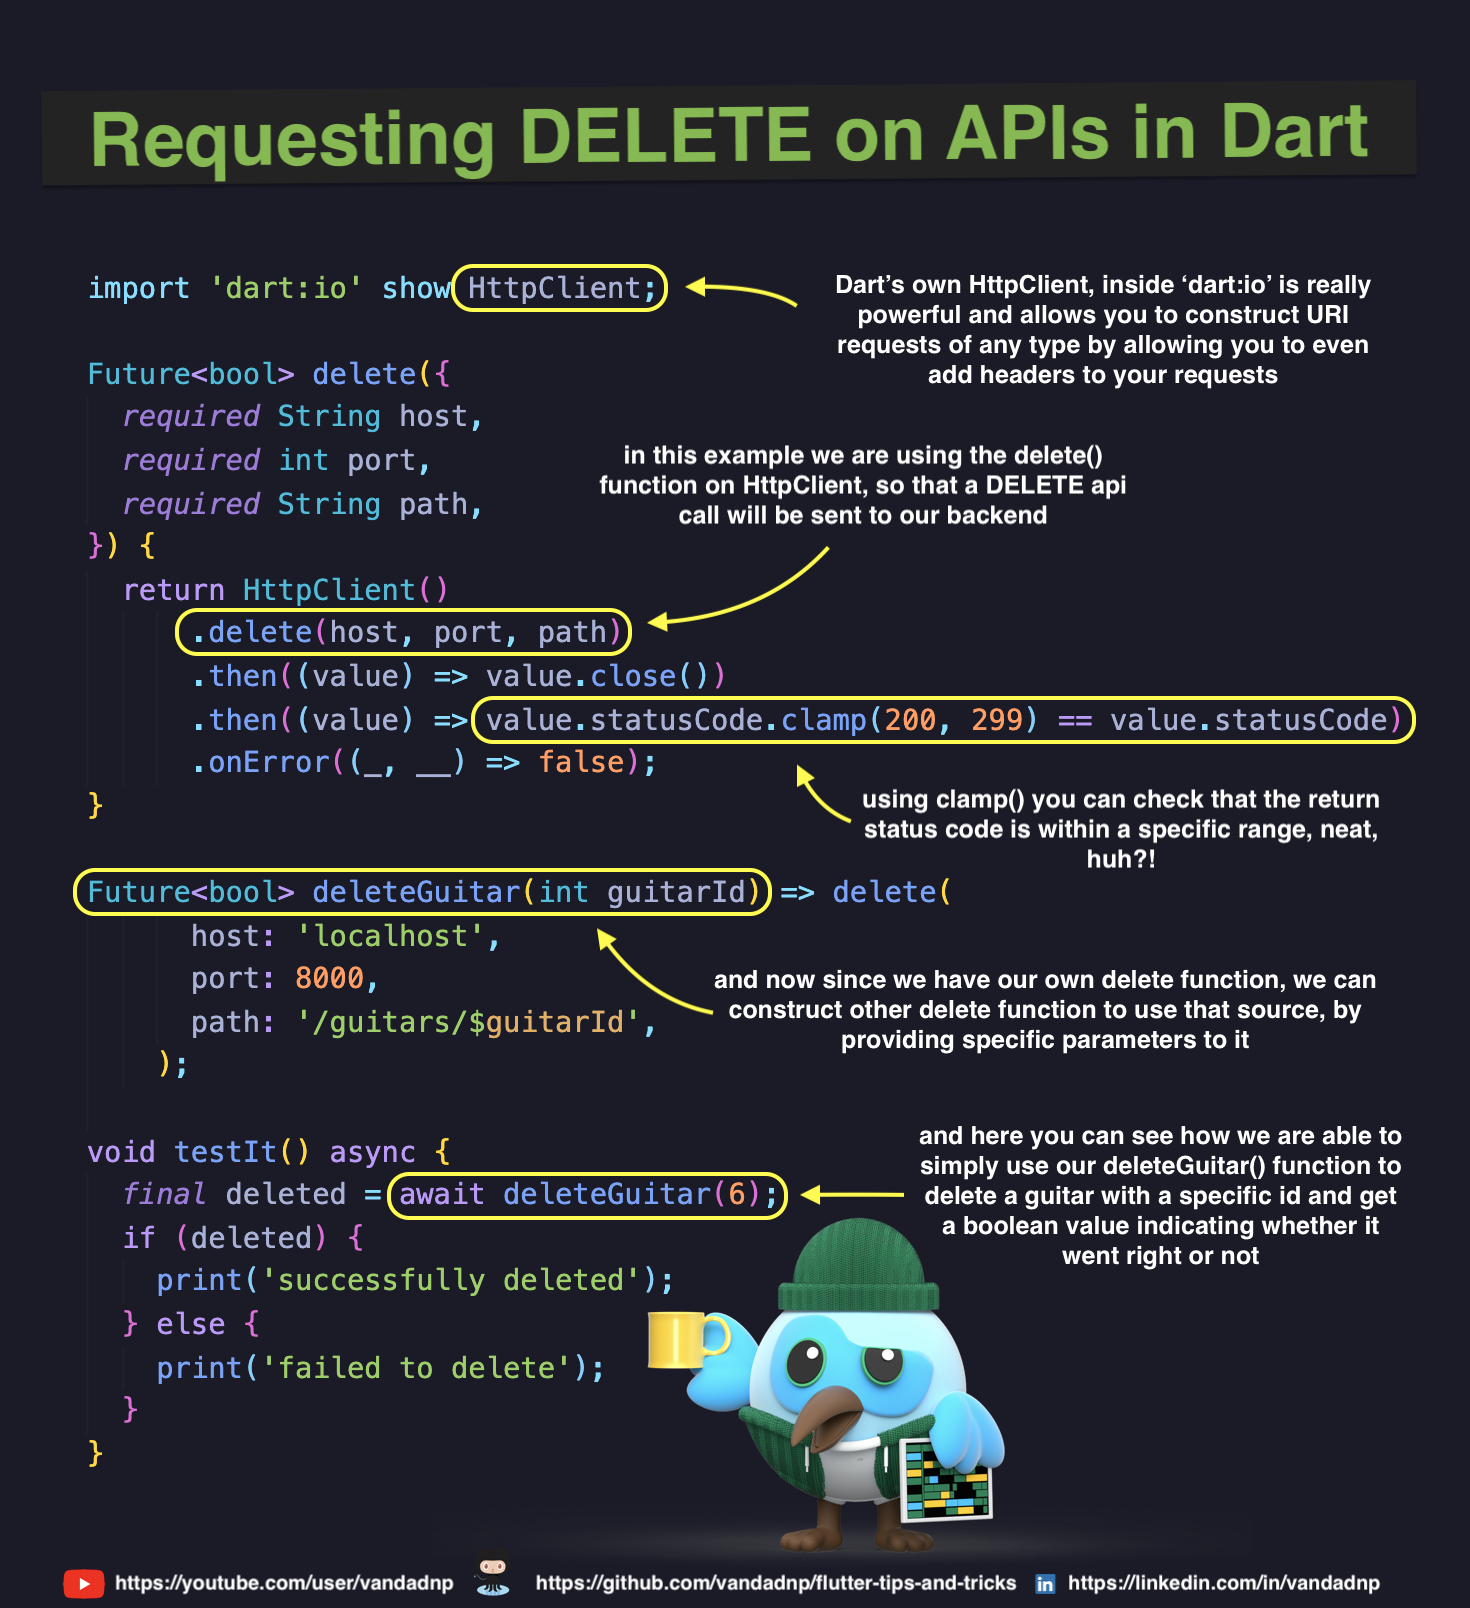 Requesting DELETE on APIs in Dart
import 'dart:io' show HttpClient;
Dart's own HttpClient, inside ‘dart:io’ is really
powerful and allows you to construct URI
requests of any type by allowing you to even
add headers to your requests
Future<bool> delete({
required String host,
required int port,
required String path,
}) {
in this example we are using the delete()
function on HttpClient, so that a DELETE api
call will be sent to our backend
return HttpClient()
.delete(host, port, path)
.then((value) => value.close())
.then((value) => value.statusCode.clamp(200, 299) == value.statusCode)
.onError((_, __) => false);
}
using clamp() you can check that the return
status code is within a specific range, neat,
huh?!
Future<bool> deleteGuitar(int guitarId) => delete(
host: 'localhost',
port: 8000,
path: '/guitars/$guitarId',
);
and now since we have our own delete function, we can
construct other delete function to use that source, by
providing specific parameters to it
void testIt() async {
final deleted = await deleteGuitar(6);
if (deleted) {
print('successfully deleted');
} else {
print('failed to delete');
}
}
and here you can see how we are able to
simply use our deleteGuitar() function to
delete a guitar with a specific id and get
a boolean value indicating whether it
went right or not
https://youtube.com/user/vandadnp
https://github.com/vandadnp/flutter-tips-and-tricks
in
https://linkedin.com/in/vandadnp